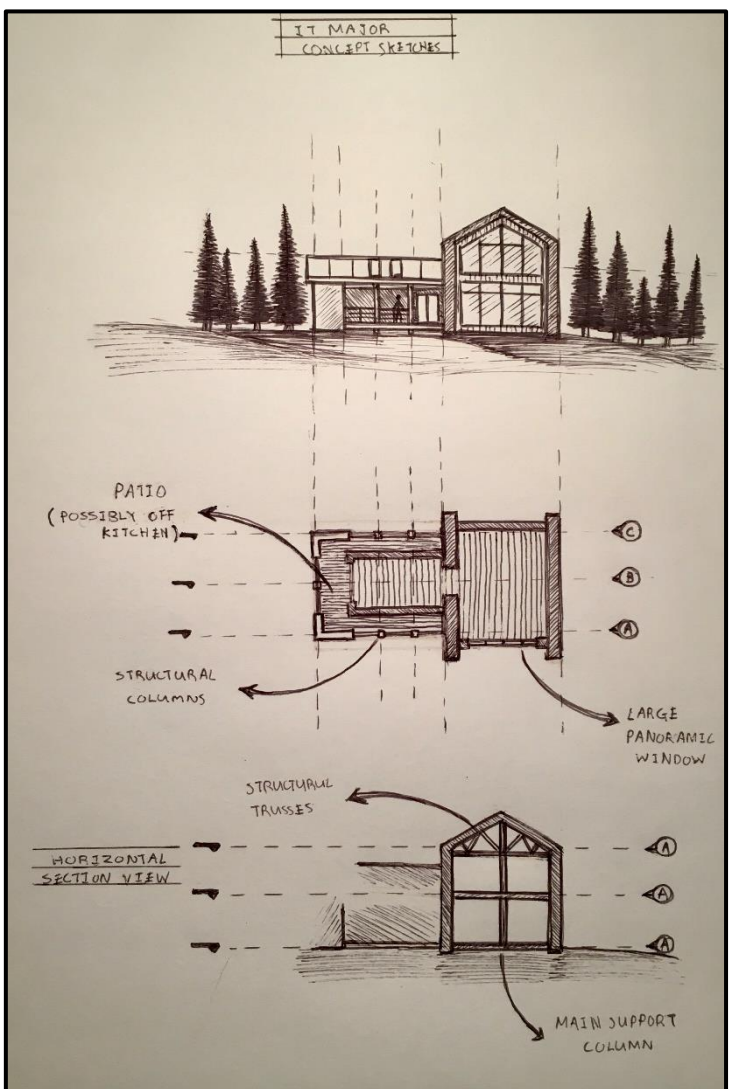 IT MAJOR
CONCEPT SKETCHES
PATIO
(POSSIBLY OFF
KITCHEN)
C
B
A
STRUCTURAL
COLUMNS
LARGE
PANORAMIC
WINDOW
STRUCTURUL
TRUSSES
HORIZONTAL
SECTION VIEW
A
A
A
MAIN SUPPORT
COLUMN